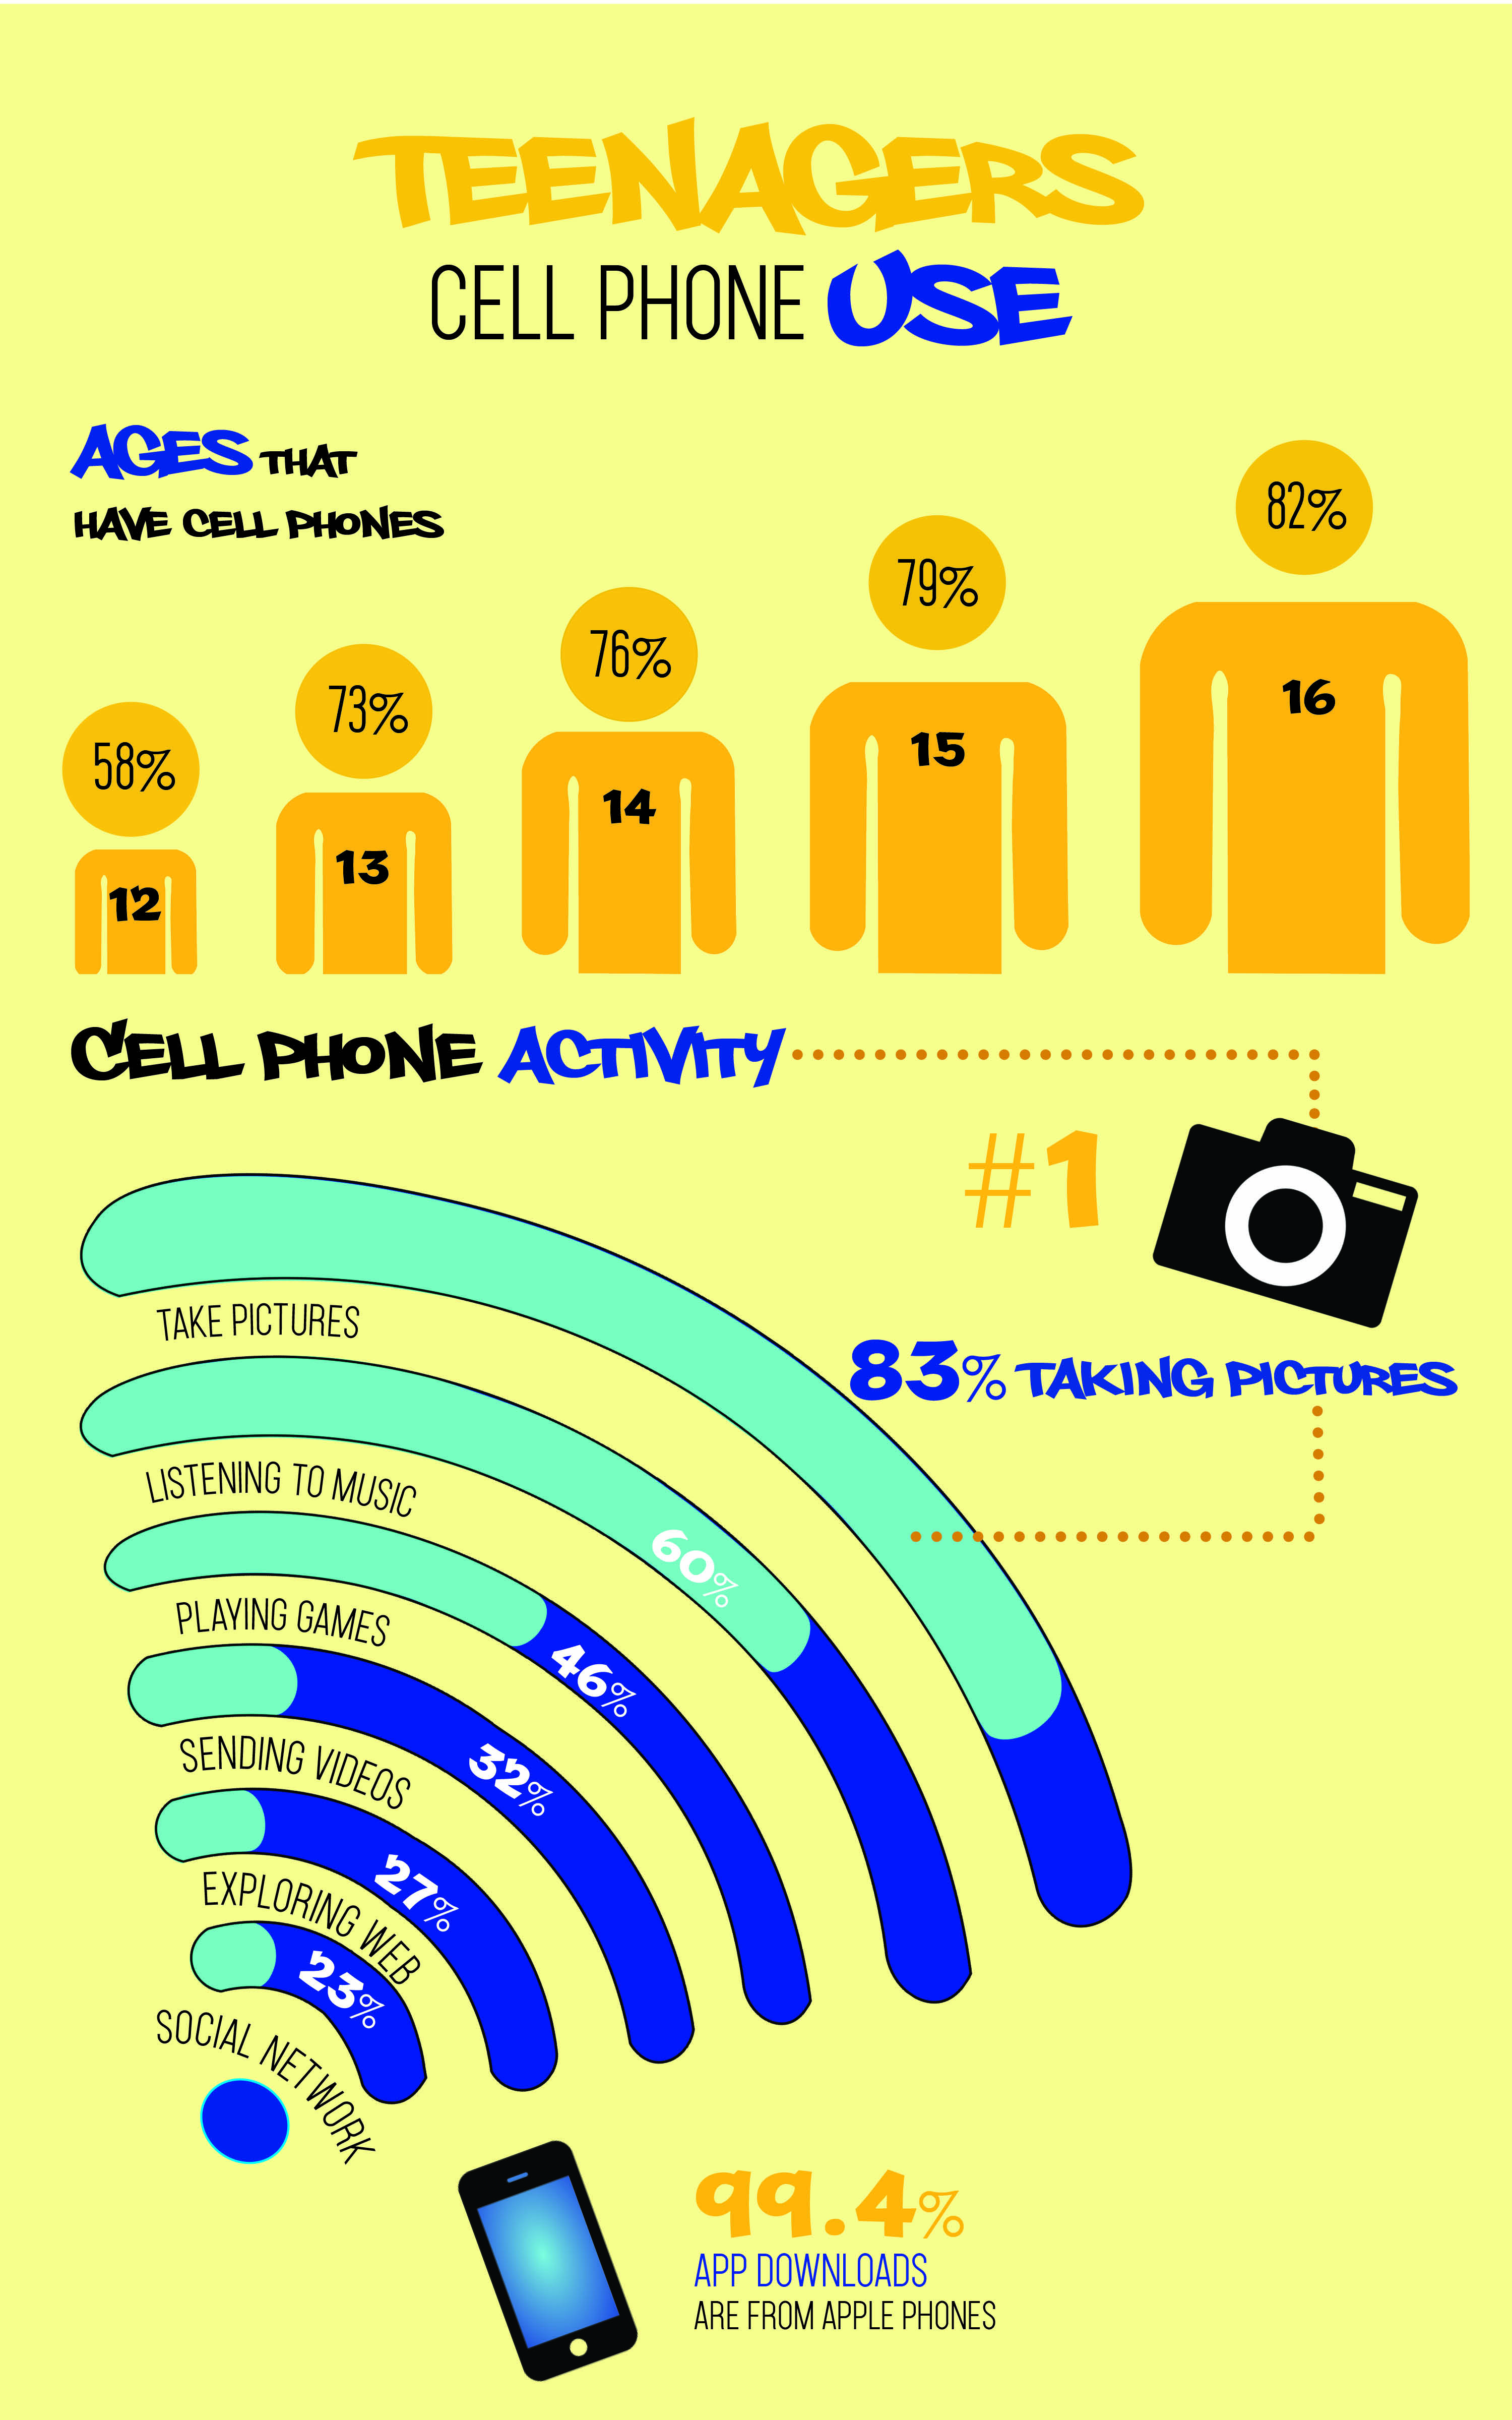 TEENAGERS
CELL PHONE USE
AGES THAT
HAVE CELL PHONES
58%
73%
76%
79%
82%
12
13
14
15
16
CELL PHONE ACTIVITY
#1
83% TAKING PICTURES
TAKE PICTURES
LISTENING TO MUSIC
60%
PLAYING GAMES
46%
SENDING VIDEOS
32%
EXPLORING WEB
27%
SOCIAL NETWORK
23%
99.4%
APP DOWNLOADS
ARE FROM APPLE PHONES